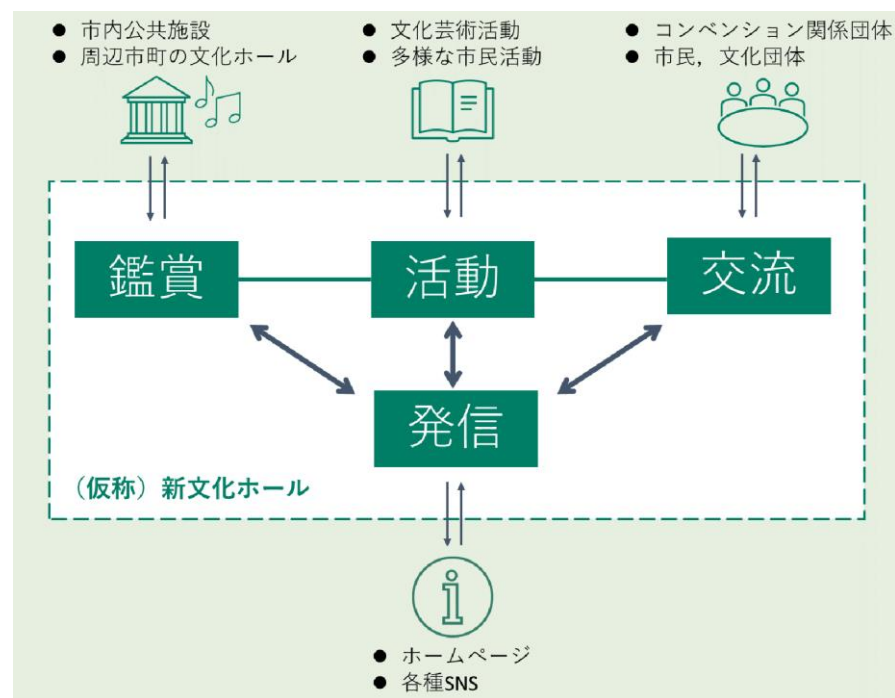 ● 市内公共施設
● 周辺市町の文化ホール
● 文化芸術活動
● 多様な市民活動
● コンベンション関係団体
● 市民，文化団体
鑑賞
活動
交流
発信
（仮称）新文化ホール
● ホームページ
● 各種SNS